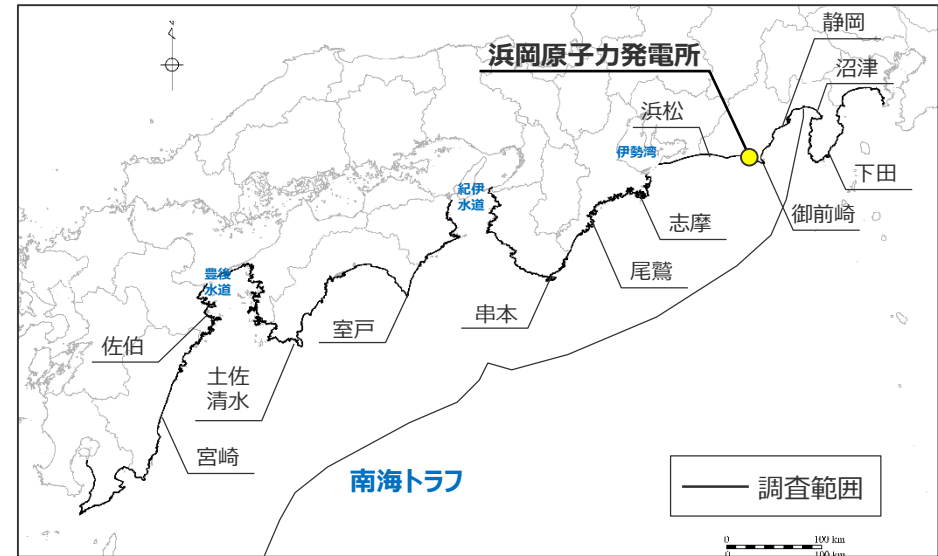 静岡
浜岡原子力発電所
沼津
浜松
伊勢湾
下田
紀伊
水道
志摩
御前崎
尾鷲
豊後
水道
串本
室戸
佐伯
土佐
清水
宮崎
南海トラフ
調査範囲
0 100 km
0 100 km